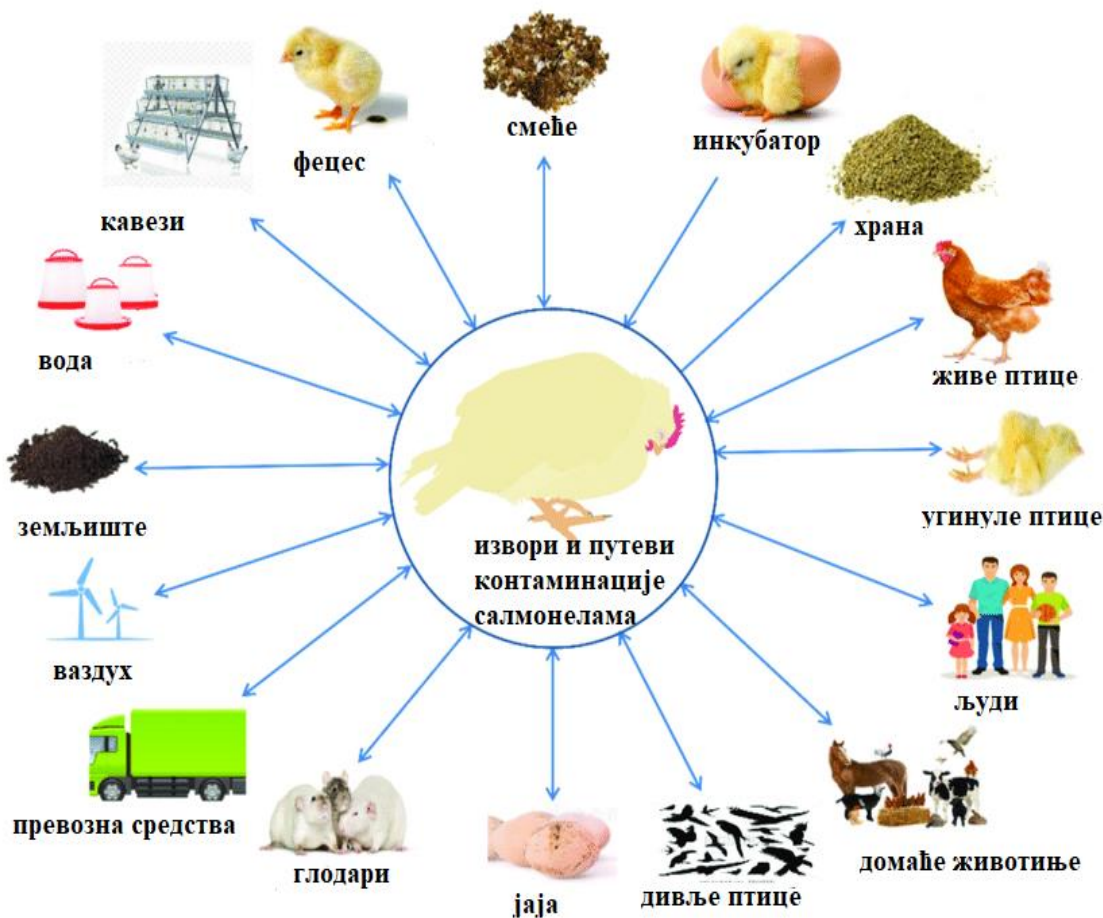 смеће
инкубатор
фецес
храна
кавези
живе птице
вода
угинуле птице
земљиште
извори и путеви
контаминације
салмонелама
ваздух
људи
превозна средства
домаће животиње
глодари
дивље птице
јаја